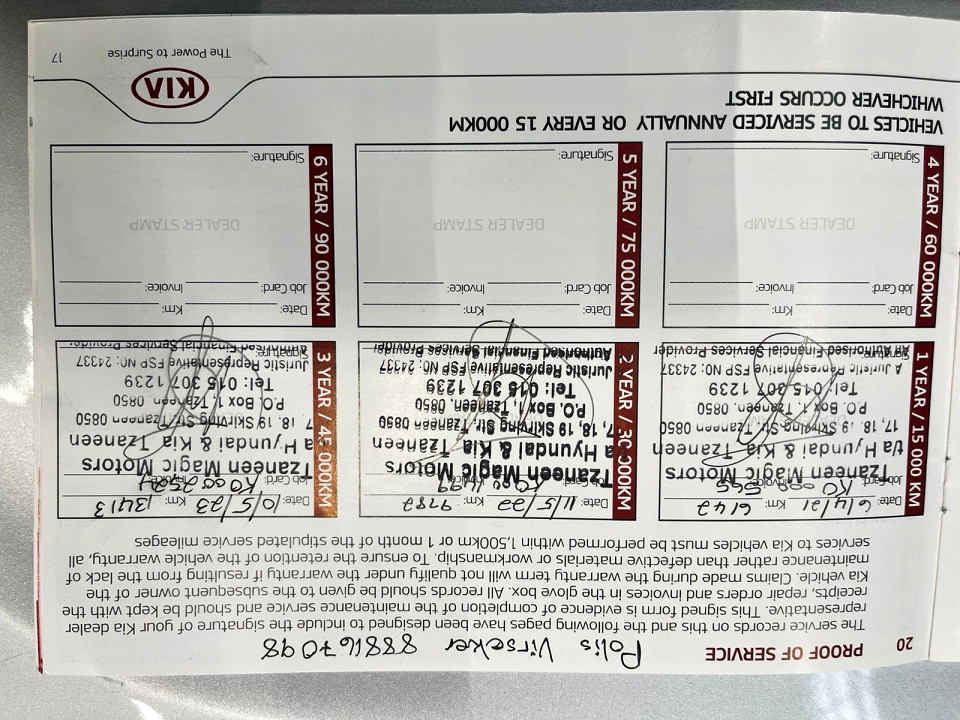 20 PROOF OF SERVICE
Polis Virseker 888167098
The service records on this and the following pages have been designed to include the signature of your Kia dealer
representative. This signed form is evidence of completion of the maintenance service and should be kept with the
receipts, repair orders and invoices in the glove box. All records should be given to the subsequent owner of the
Kia vehicle. Claims made during the warranty term will not qualify under the warranty if resulting from the lack of
maintenance rather than defective materials or workmanship. To ensure the retention of the vehicle warranty, all
services to Kia vehicles must be performed within 1,500km or 1 month of the stipulated service mileages
1 YEAR / 15 000 KM
Date: 6/4/21 Km: 6142
Job Card: Invoice:
Tzaneen Magic Motors
t/a Hyundai & Kia Tzaneen
17, 18, 19 Skirving Str, Tzaneen 0850
P.O. Box 1, Tzaneen, 0850
Tel: 015 307 1239
A Juristic Representative FSP NO: 24337
An Authorised Financial Services Provider
Signature:
2 YEAR / 30 000KM
Date: 11/5/22 Km: 9782
Tzaneen Magic Motors
t/a Hyundai & Kia Tzaneen
17, 18, 19 Skirving Str, Tzaneen 0850
P.O. Box 1, Tzaneen, 0850
Tel: 015 307 1239
Juristic Representative FSP NO: 24337
Authorised Financial Services Provider
3 YEAR / 45 000KM
Date: 10/5/23 Km: 13413
Job Card:
Tzaneen Magic Motors
t/a Hyundai & Kia Tzaneen
17, 18, 19 Skirving Str, Tzaneen 0850
P.O. Box 1, Tzaneen, 0850
Tel: 015 307 1239
Juristic Representative FSP NO: 24337
Authorised Financial Services Provider
Signature:
4 YEAR / 60 000KM
Date: Km:
Job Card: Invoice:
DEALER STAMP
Signature:
5 YEAR / 75 000KM
Date: Km:
Job Card: Invoice:
DEALER STAMP
Signature:
6 YEAR / 90 000KM
Date: Km:
Job Card: Invoice:
DEALER STAMP
Signature:
VEHICLES TO BE SERVICED ANNUALLY OR EVERY 15 000KM
WHICHEVER OCCURS FIRST
KIA
The Power to Surprise
17